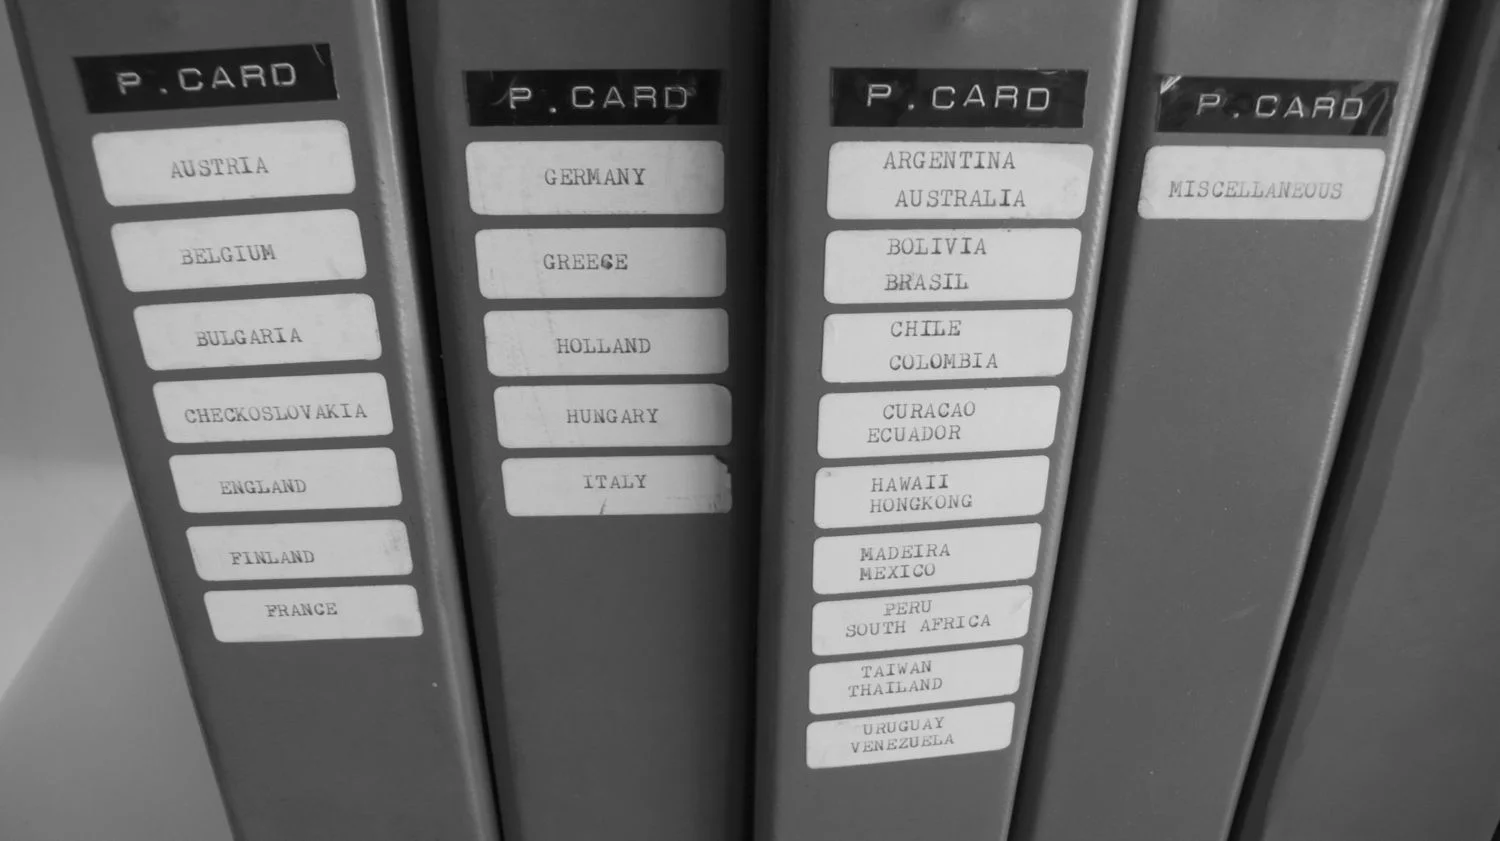 P.CARD
AUSTRIA
BELGIUM
BULGARIA
CHECKOSLOVAKIA
ENGLAND
FINLAND
FRANCE
P.CARD
GERMANY
GREECE
HOLLAND
HUNGARY
ITALY
P.CARD
ARGENTINA
AUSTRALIA
BOLIVIA
BRASIL
CHILE
COLOMBIA
CURACAO
ECUADOR
HAWAII
HONGKONG
MADEIRA
MEXICO
PERU
SOUTH AFRICA
TAIWAN
THAILAND
URUGUAY
VENEZUELA
P.CARD
MISCELLANEOUS